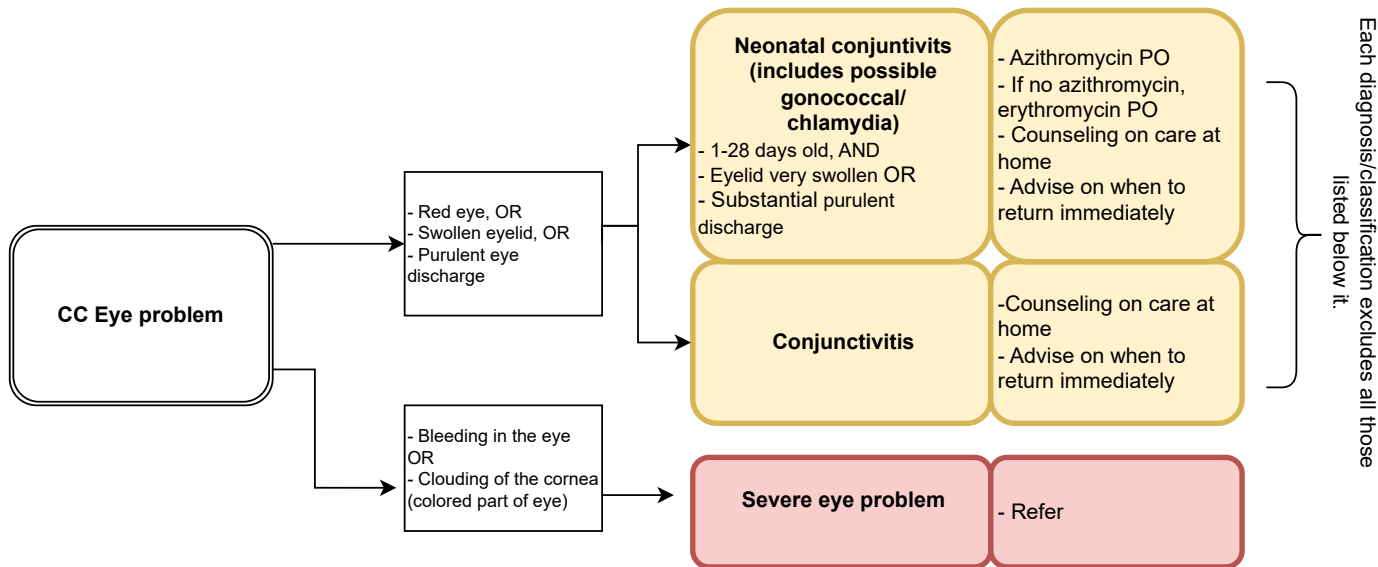 CC Eye problem
- Red eye, OR
- Swollen eyelid, OR
- Purulent eye
discharge
- Bleeding in the eye
OR
- Clouding of the cornea
(colored part of eye)
Neonatal conjuntivits
(includes possible
gonococcal/
chlamydia)
- 1-28 days old, AND
- Eyelid very swollen OR
- Substantial purulent
discharge
- Azithromycin PO
- If no azithromycin,
erythromycin PO
- Counseling on care at
home
- Advise on when to
return immediately
Conjunctivitis
-Counseling on care at
home
- Advise on when to
return immediately
Severe eye problem
- Refer
Each diagnosis/classification excludes all those
listed below it.